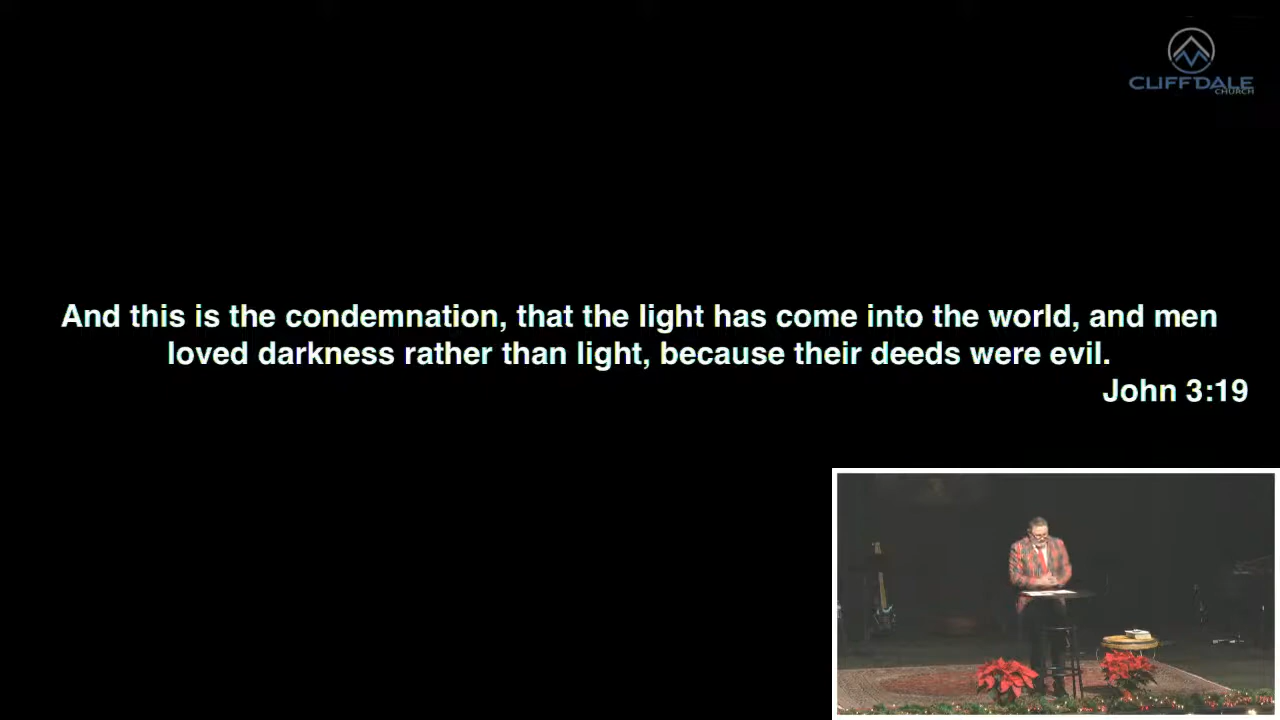 CLIFFDALE
CHURCH
And this is the condemnation, that the light has come into the world, and men
loved darkness rather than light, because their deeds were evil.
John 3:19